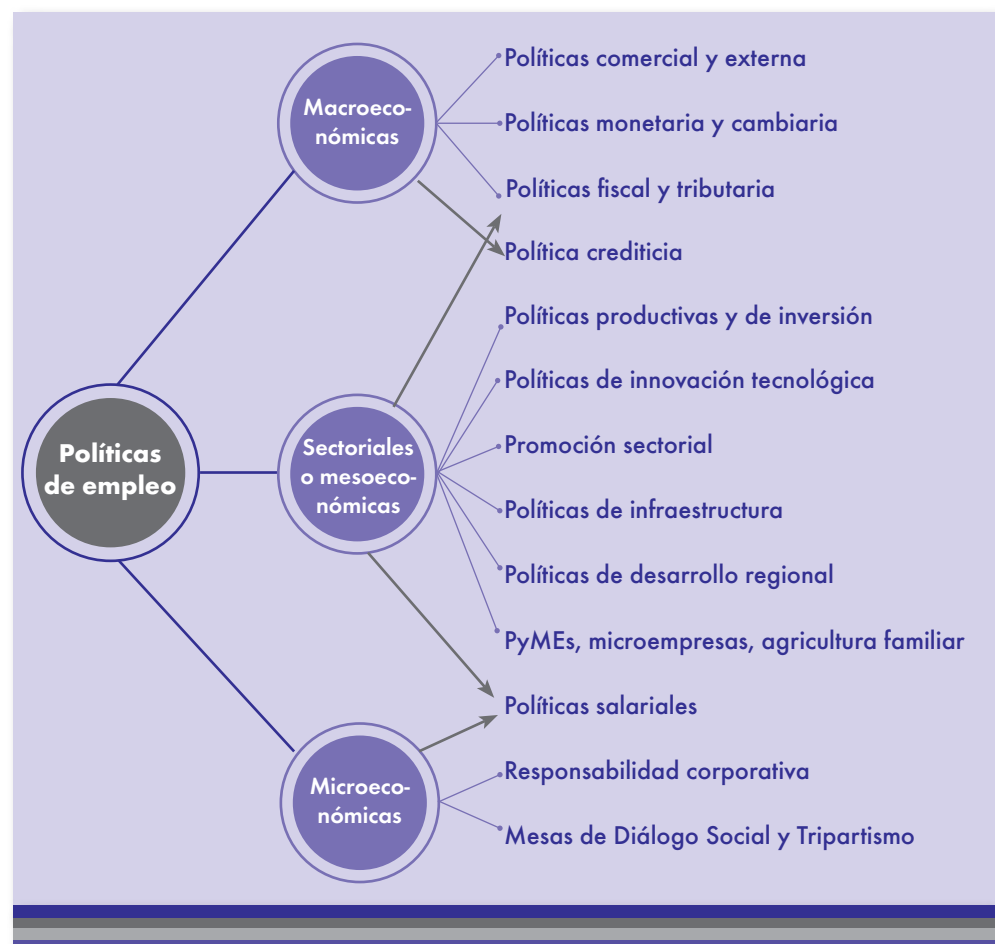 Políticas
de empleo
Macroeco-
nómicas
Políticas comercial y externa
Políticas monetaria y cambiaria
Políticas fiscal y tributaria
Política crediticia
Sectoriales
o mesoeco-
nómicas
Políticas productivas y de inversión
Políticas de innovación tecnológica
Promoción sectorial
Políticas de infraestructura
Políticas de desarrollo regional
PyMEs, microempresas, agricultura familiar
Políticas salariales
Microeco-
nómicas
Responsabilidad corporativa
Mesas de Diálogo Social y Tripartismo